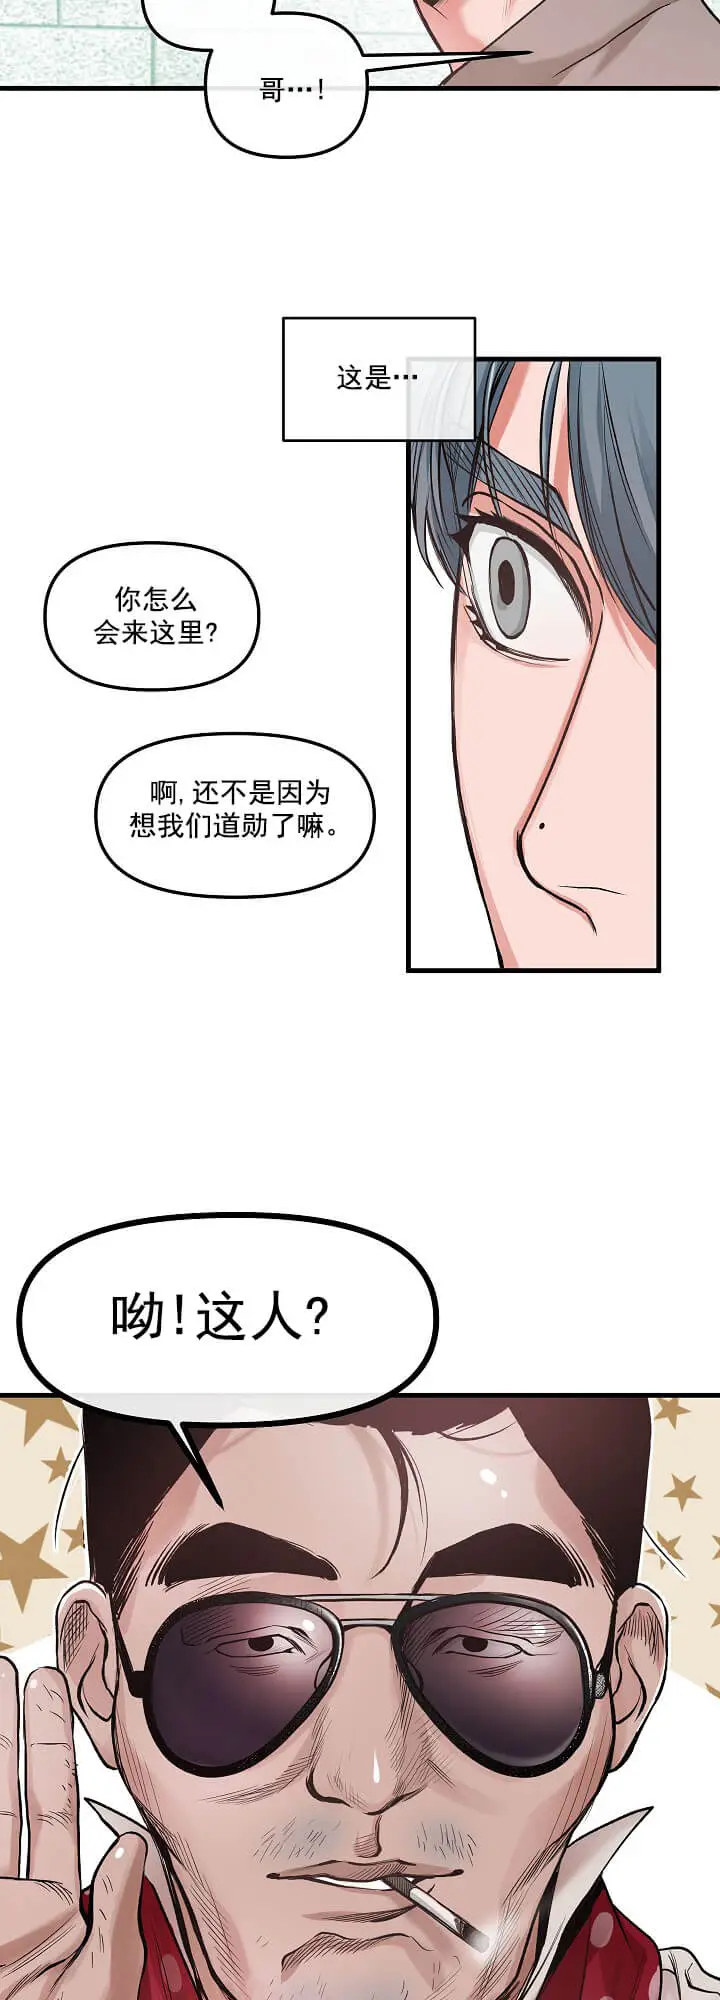 哥…!
这是…
你怎么
会来这里?
啊,还不是因为
想我们道勋了嘛。
呦!这人?